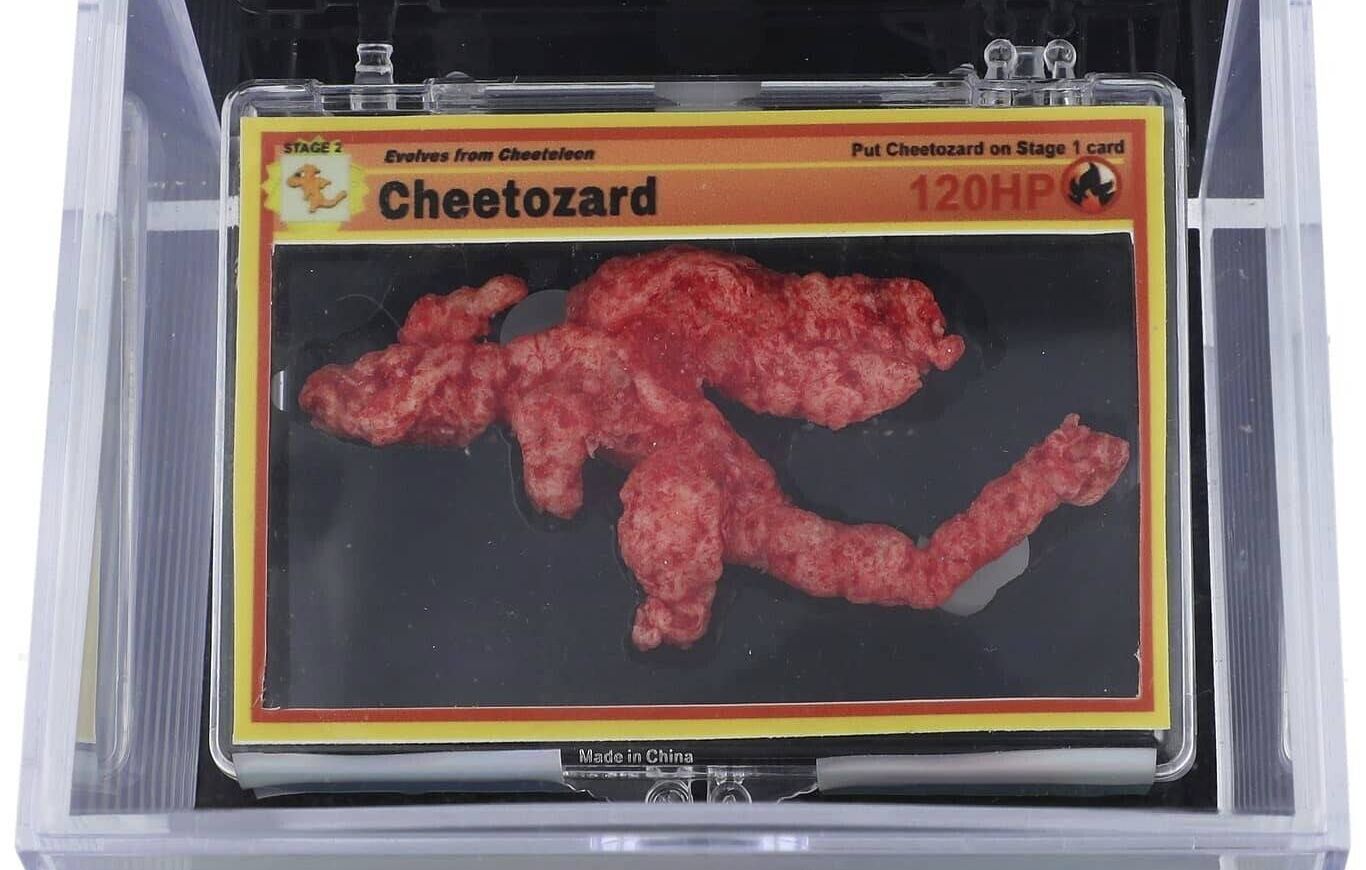 STAGE 2
Evolves from Cheeteleon
Put Cheetozard on Stage 1 card
Cheetozard
120HP
Made in China